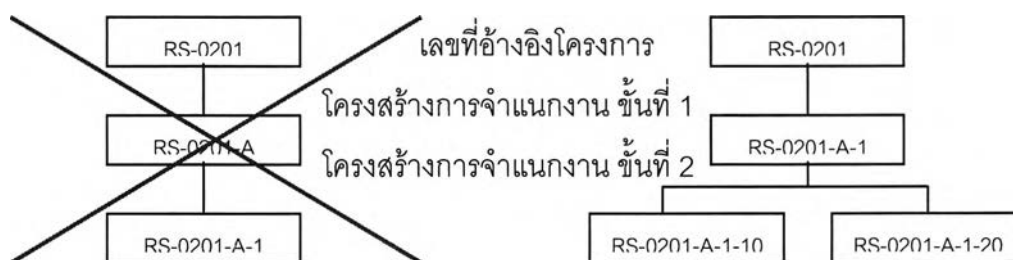 RS-0201
เลขที่อ้างอิงโครงการ
RS-0201
โครงสร้างการจำแนกงาน ขั้นที่ 1
RS-0201-A
โครงสร้างการจำแนกงาน ขั้นที่ 2
RS-0201-A-1
RS-0201-A-1
RS-0201-A-1-10
RS-0201-A-1-20